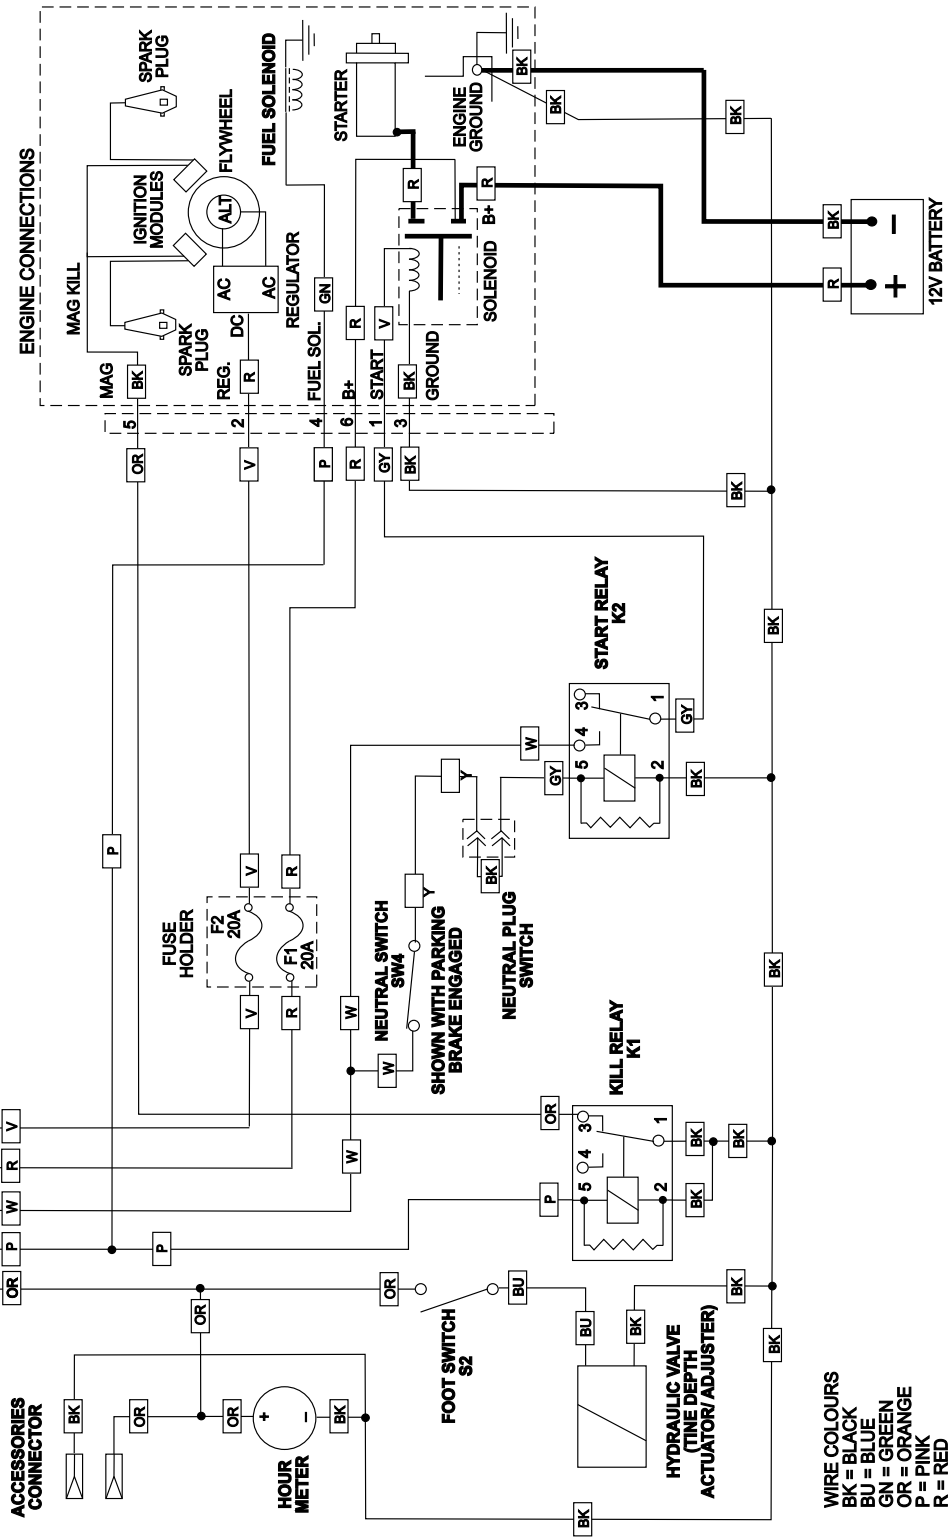 ENGINE CONNECTIONS
SPARK
PLUG
MAG KILL
IGNITION
MODULES
FLYWHEEL
ALT
FUEL SOLENOID
STARTER
ENGINE
GROUND
BK
BK
BK
R
R
B+
SOLENOID
AC
AC
DC
REGULATOR
SPARK
PLUG
MAG
BK
REG.
R
FUEL SOL.
GN
B+
R
START
V
GROUND
BK
5
2
4
6
1
3
OR
V
P
R
GY
BK
BK
BK
R
12V BATTERY
START RELAY
K2
3
4
5
1
2
W
GY
GY
BK
BK
P
V
R
FUSE
HOLDER
F2
20A
F1
20A
V
R
Y
Y
BK
NEUTRAL PLUG
SWITCH
NEUTRAL SWITCH
SW4
SHOWN WITH PARKING
BRAKE ENGAGED
W
W
W
BK
KILL RELAY
K1
3
4
5
1
2
OR
P
BK
BK
BK
V
R
W
P
OR
P
OR
OR
FOOT SWITCH
S2
BU
BU
BK
BK
BK
HYDRAULIC VALVE
(TINE DEPTH
ACTUATOR/ADJUSTER)
ACCESSORIES
CONNECTOR
BK
OR
OR
+
–
BK
HOUR
METER
BK
WIRE COLOURS
BK = BLACK
BU = BLUE
GN = GREEN
OR = ORANGE
P = PINK
R = RED